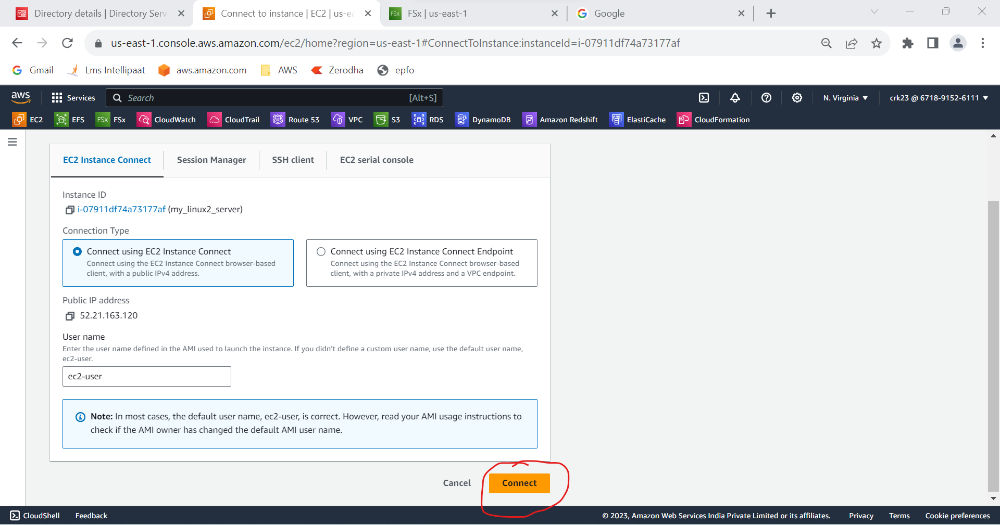 Directory details | Directory Serv
Connect to instance | EC2 | us-ea
FSx | us-east-1
Google
us-east-1.console.aws.amazon.com/ec2/home?region=us-east-1#ConnectToInstance:instanceId=i-07911df74a73177af
Gmail
Lms Intellipaat
aws.amazon.com
AWS
Zerodha
epfo
aws
Services
Search
[Alt+S]
N. Virginia
crk23 @ 6718-9152-6111
EC2
EFS
FSx
FSx
CloudWatch
CloudTrail
Route 53
VPC
S3
RDS
DynamoDB
Amazon Redshift
ElastiCache
CloudFormation
EC2 Instance Connect
Session Manager
SSH client
EC2 serial console
Instance ID
i-07911df74a73177af (my_linux2_server)
Connection Type
Connect using EC2 Instance Connect
Connect using the EC2 Instance Connect browser-based
client, with a public IPv4 address.
Connect using EC2 Instance Connect Endpoint
Connect using the EC2 Instance Connect browser-based
client, with a private IPv4 address and a VPC endpoint.
Public IP address
52.21.163.120
User name
Enter the user name defined in the AMI used to launch the instance. If you didn't define a custom user name, use the default user name,
ec2-user.
ec2-user
Note: In most cases, the default user name, ec2-user, is correct. However, read your AMI usage instructions to
check if the AMI owner has changed the default AMI user name.
Cancel
Connect
CloudShell
Feedback
© 2023, Amazon Web Services India Private Limited or its affiliates.
Privacy
Terms
Cookie preferences